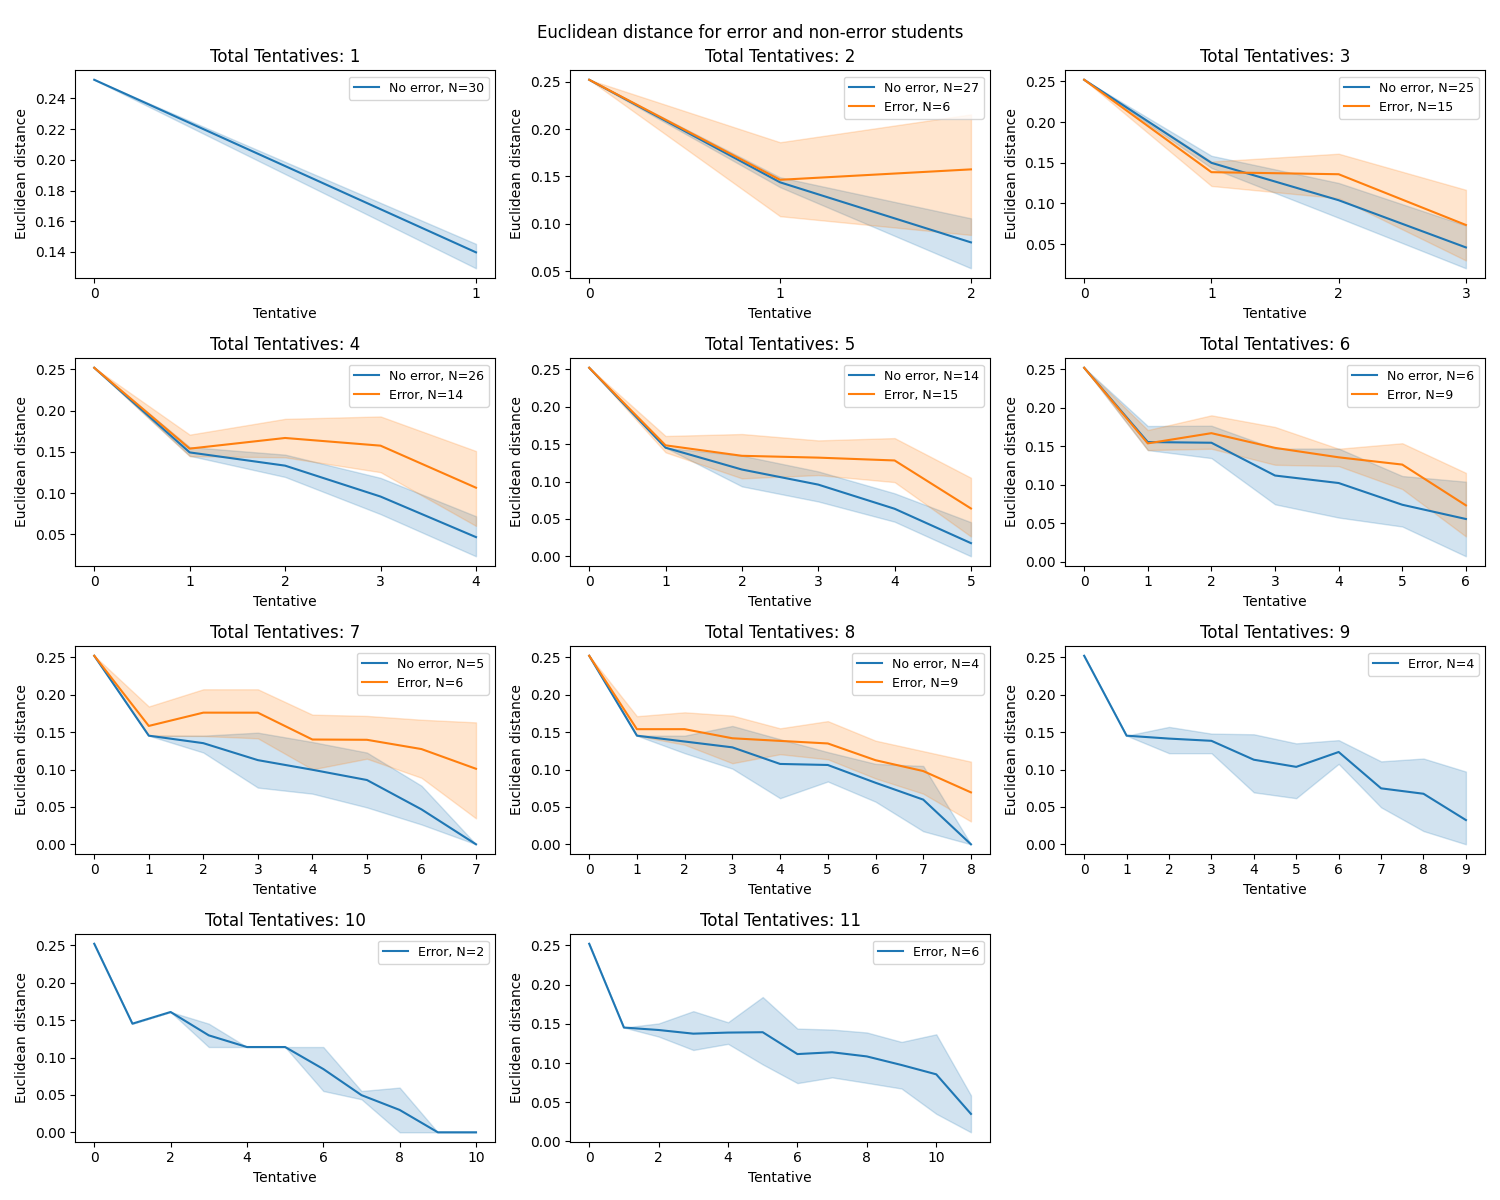 Euclidean distance for error and non-error students
Total Tentatives: 1
Euclidean distance
0.24
0.22
0.20
0.18
0.16
0.14
No error, N=30
0 1
Tentative
Total Tentatives: 2
Euclidean distance
0.25
0.20
0.15
0.10
0.05
No error, N=27
Error, N=6
0 1 2
Tentative
Total Tentatives: 3
Euclidean distance
0.25
0.20
0.15
0.10
0.05
No error, N=25
Error, N=15
0 1 2 3
Tentative
Total Tentatives: 4
Euclidean distance
0.25
0.20
0.15
0.10
0.05
No error, N=26
Error, N=14
0 1 2 3 4
Tentative
Total Tentatives: 5
Euclidean distance
0.25
0.20
0.15
0.10
0.05
0.00
No error, N=14
Error, N=15
0 1 2 3 4 5
Tentative
Total Tentatives: 6
Euclidean distance
0.25
0.20
0.15
0.10
0.05
0.00
No error, N=6
Error, N=9
0 1 2 3 4 5 6
Tentative
Total Tentatives: 7
Euclidean distance
0.25
0.20
0.15
0.10
0.05
0.00
No error, N=5
Error, N=6
0 1 2 3 4 5 6 7
Tentative
Total Tentatives: 8
Euclidean distance
0.25
0.20
0.15
0.10
0.05
0.00
No error, N=4
Error, N=9
0 1 2 3 4 5 6 7 8
Tentative
Total Tentatives: 9
Euclidean distance
0.25
0.20
0.15
0.10
0.05
0.00
Error, N=4
0 1 2 3 4 5 6 7 8 9
Tentative
Total Tentatives: 10
Euclidean distance
0.25
0.20
0.15
0.10
0.05
0.00
Error, N=2
0 2 4 6 8 10
Tentative
Total Tentatives: 11
Euclidean distance
0.25
0.20
0.15
0.10
0.05
0.00
Error, N=6
0 2 4 6 8 10
Tentative